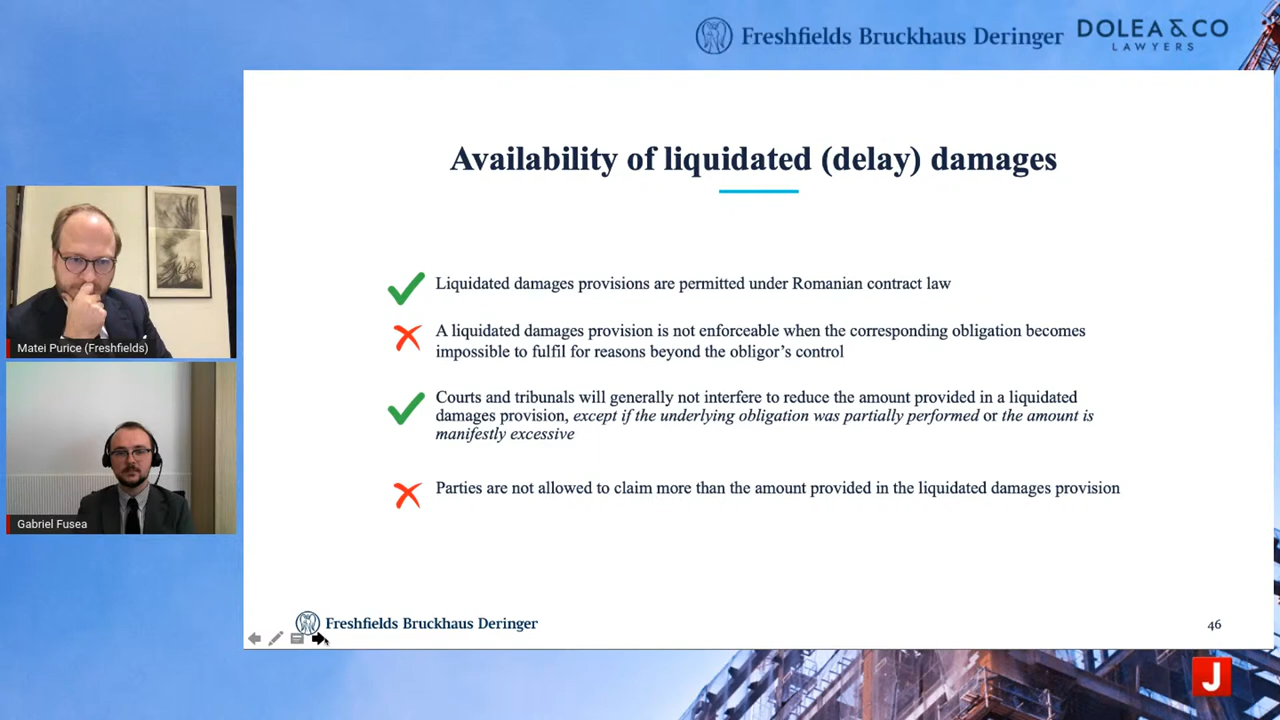 Freshfields Bruckhaus Deringer
DOLEA & CO
LAWYERS
Availability of liquidated (delay) damages
Liquidated damages provisions are permitted under Romanian contract law
A liquidated damages provision is not enforceable when the corresponding obligation becomes
impossible to fulfil for reasons beyond the obligor's control
Courts and tribunals will generally not interfere to reduce the amount provided in a liquidated
damages provision, except if the underlying obligation was partially performed or the amount is
manifestly excessive
Parties are not allowed to claim more than the amount provided in the liquidated damages provision
Matei Purice (Freshfields)
Gabriel Fusea
Freshfields Bruckhaus Deringer
46
J